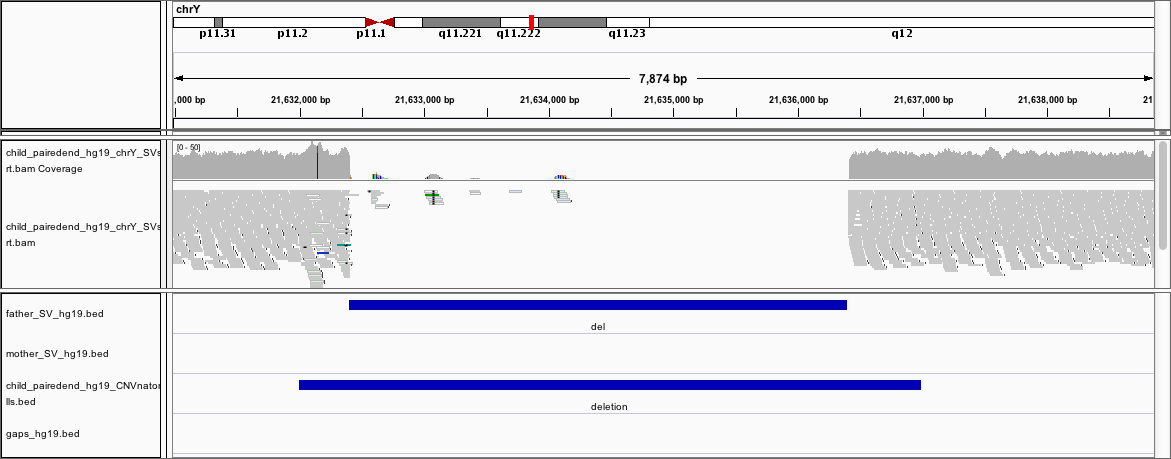 chrY
p11.31 p11.2 p11.1 q11.221 q11.222 q11.23 q12
7,874 bp
,000 bp 21,632,000 bp 21,633,000 bp 21,634,000 bp 21,635,000 bp 21,636,000 bp 21,637,000 bp 21,638,000 bp 21
child_pairedend_hg19_chrY_SVs
rt.bam Coverage
[0 - 50]
child_pairedend_hg19_chrY_SVs
rt.bam
father_SV_hg19.bed
del
mother_SV_hg19.bed
child_pairedend_hg19_CNVnator
lls.bed
deletion
gaps_hg19.bed